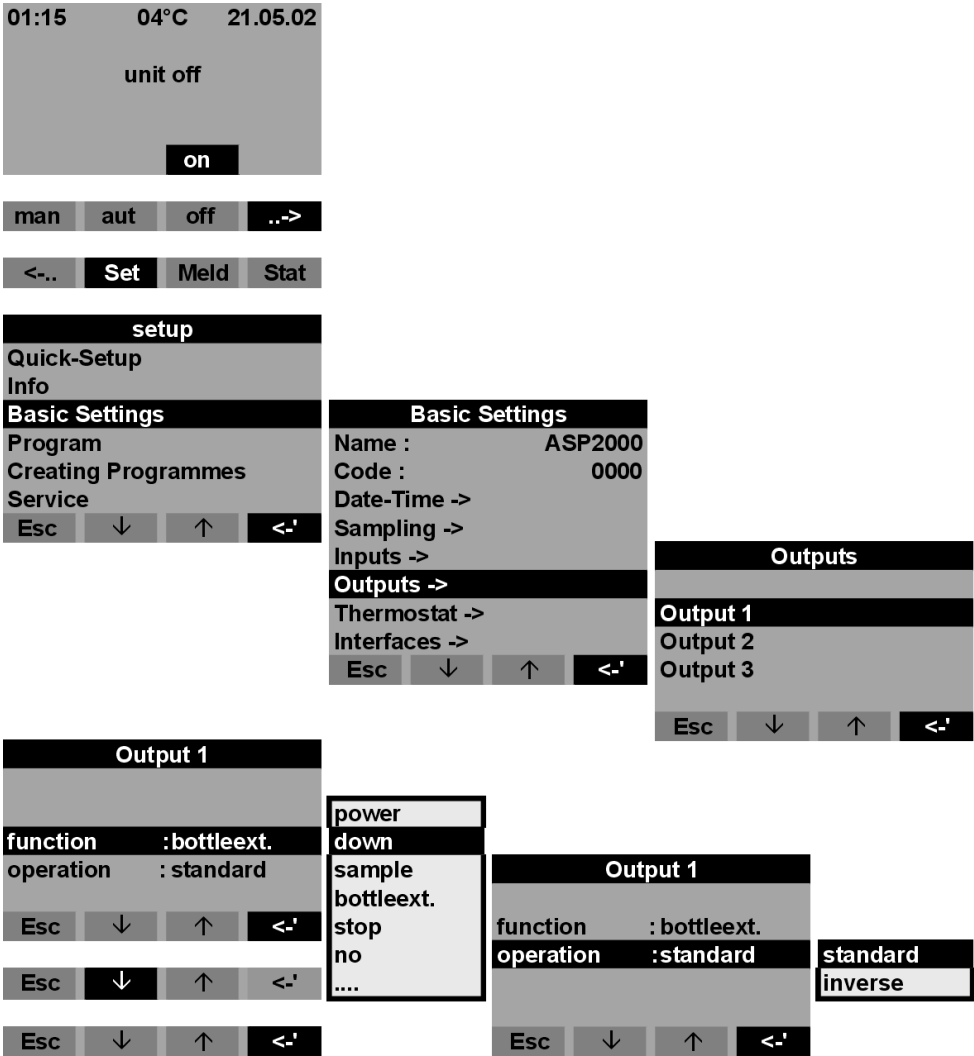 01:15 04°C 21.05.02
unit off
on
man aut off ..->
<-.. Set Meld Stat
setup
Quick-Setup
Info
Basic Settings
Program
Creating Programmes
Service
Esc ↓ ↑ <-'
Basic Settings
Name : ASP2000
Code : 0000
Date-Time ->
Sampling ->
Inputs ->
Outputs ->
Thermostat ->
Interfaces ->
Esc ↓ ↑ <-'
Outputs
Output 1
Output 2
Output 3
Esc ↓ ↑ <-'
Output 1
function :bottleext.
operation : standard
Esc ↓ ↑ <-'
Esc ↓ ↑ <-'
Esc ↓ ↑ <-'
power
down
sample
bottleext.
stop
no
....
Output 1
function : bottleext.
operation :standard
Esc ↓ ↑ <-'
standard
inverse